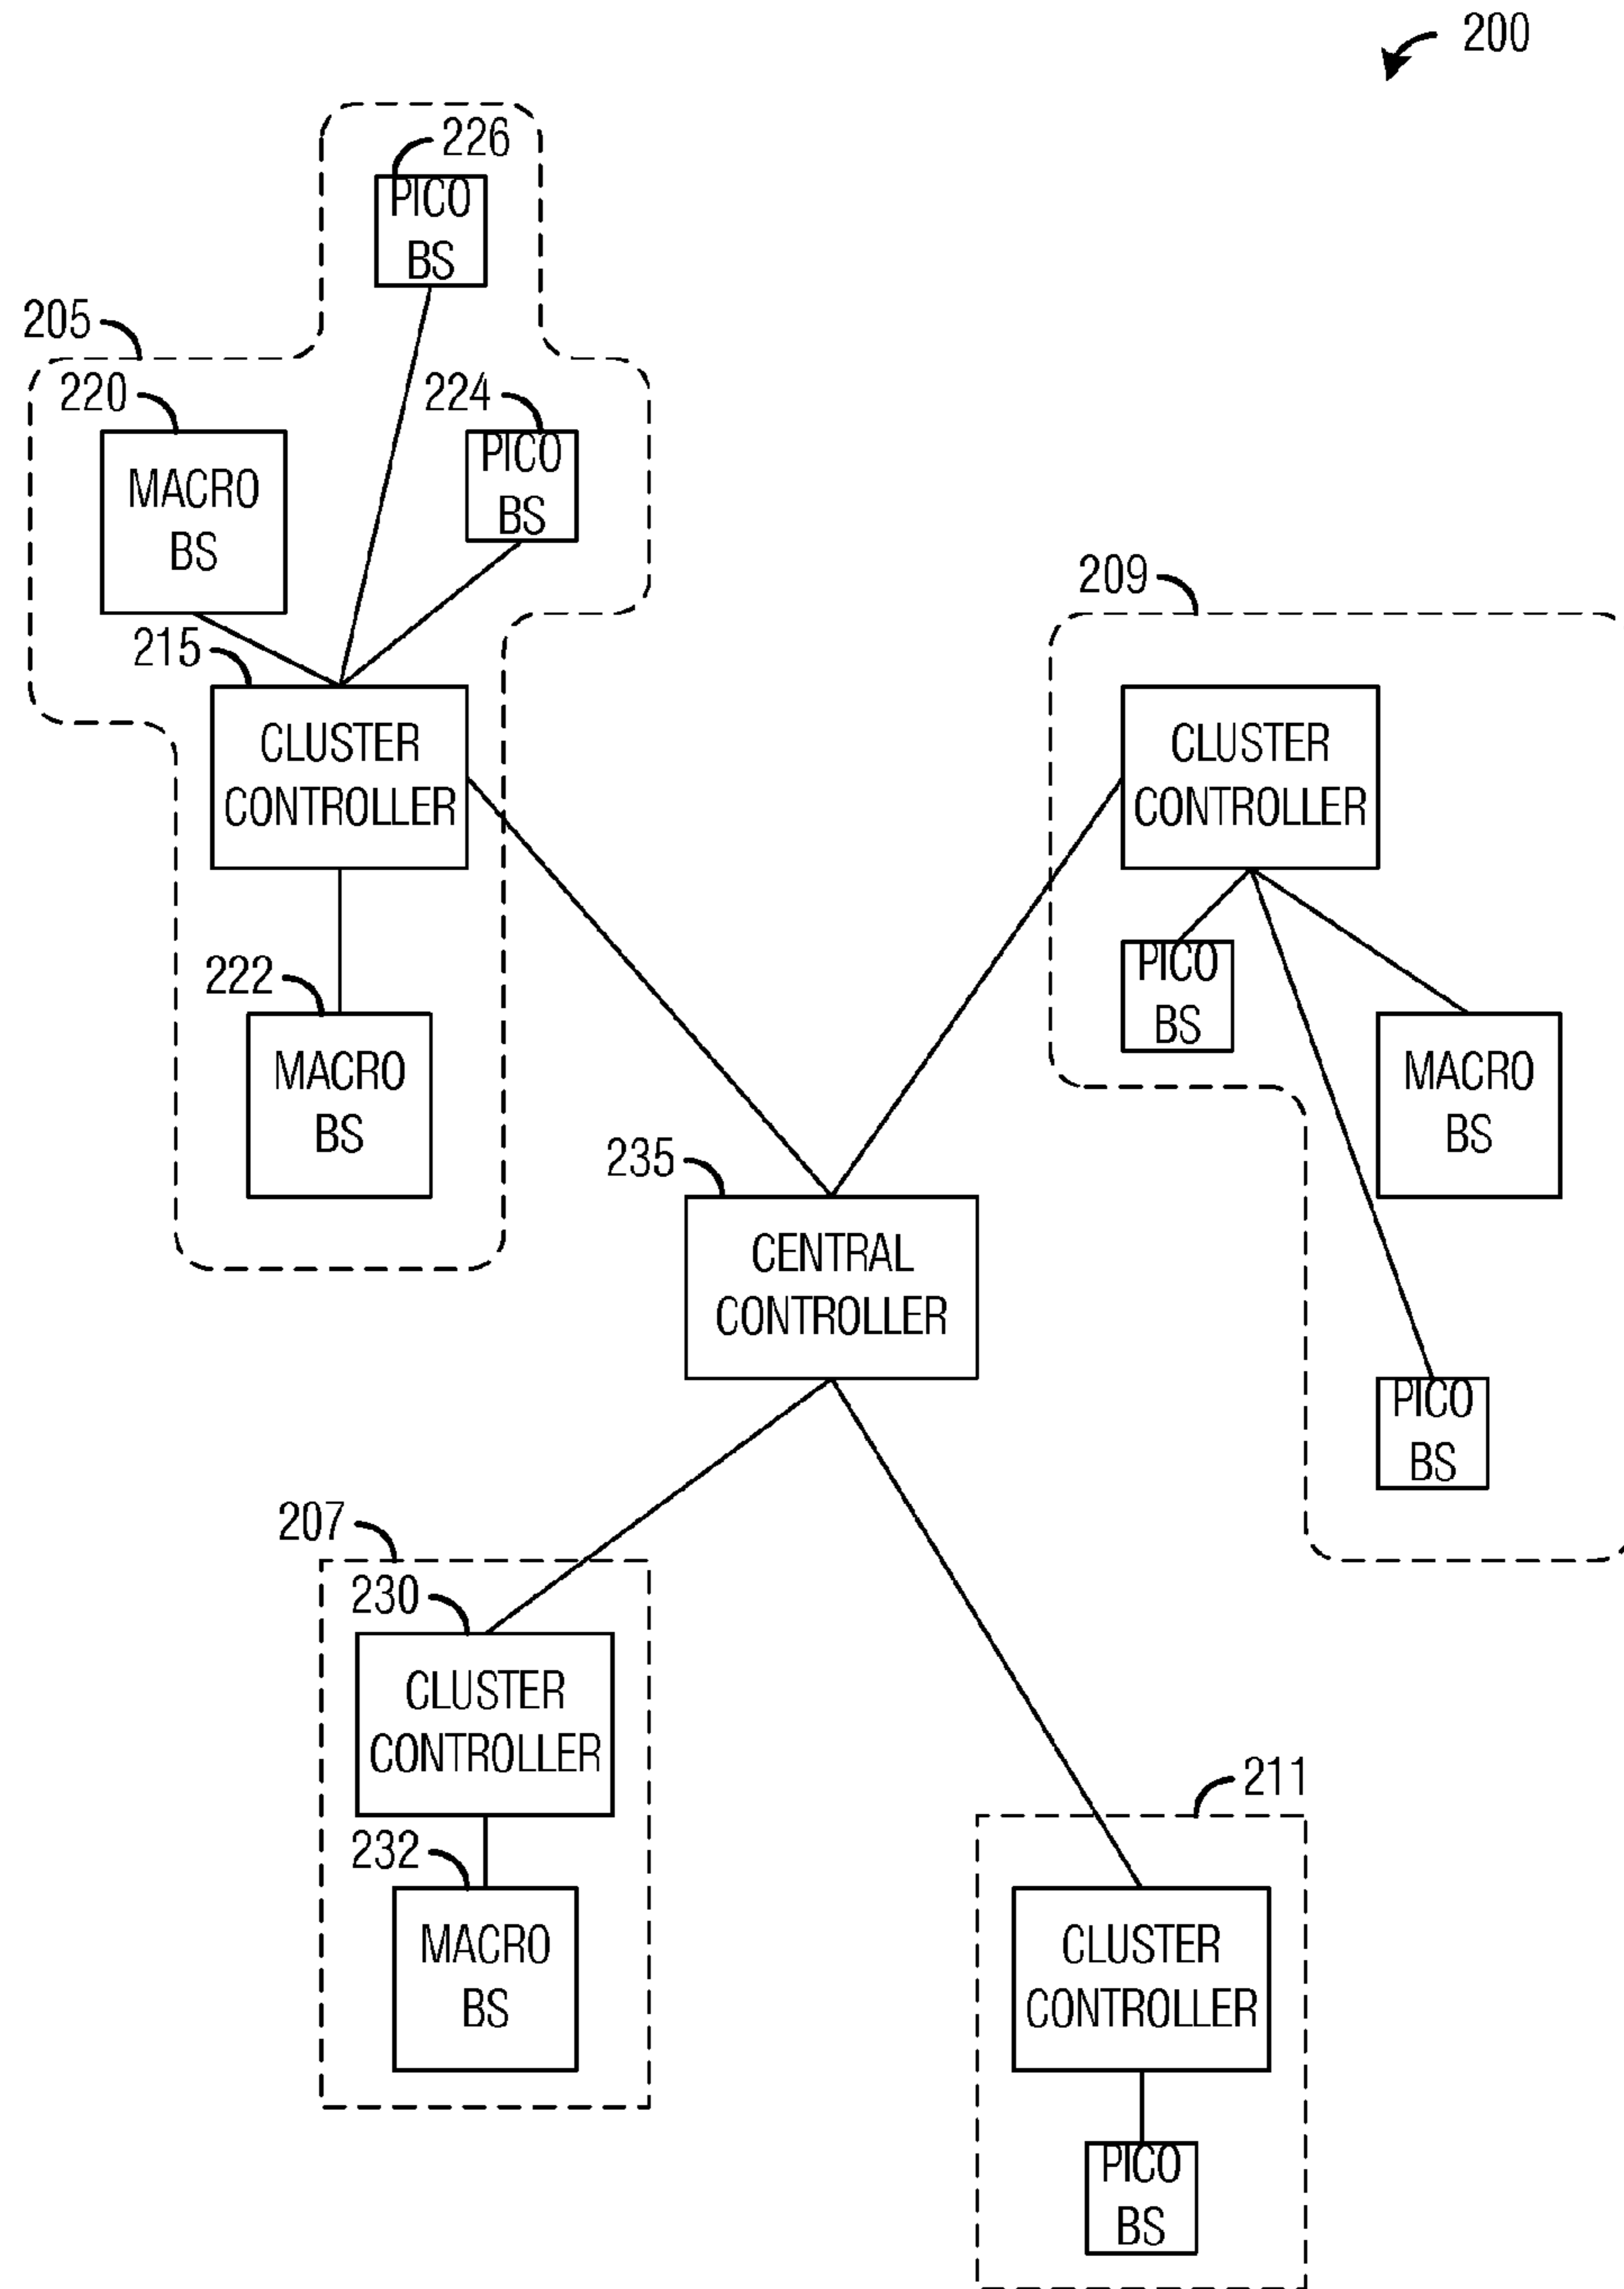 200
226
PICO
BS
205
220
MACRO
BS
224
PICO
BS
215
CLUSTER
CONTROLLER
222
MACRO
BS
209
CLUSTER
CONTROLLER
PICO
BS
MACRO
BS
PICO
BS
235
CENTRAL
CONTROLLER
207
230
CLUSTER
CONTROLLER
232
MACRO
BS
211
CLUSTER
CONTROLLER
PICO
BS